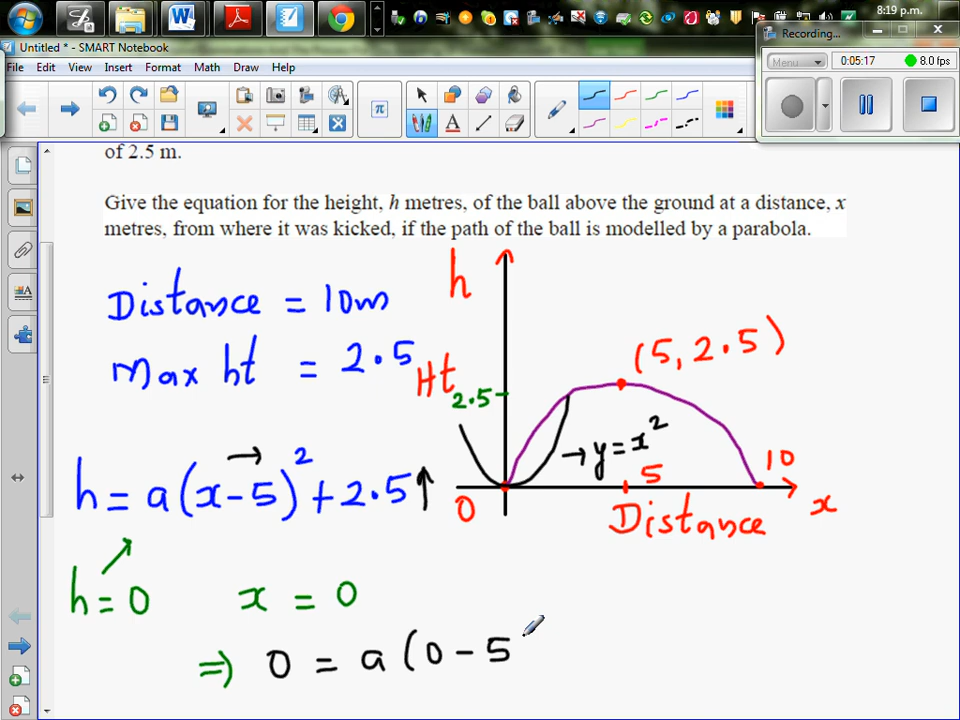 8:19 p.m.
Untitled * - SMART Notebook
Recording...
File Edit View Insert Format Math Draw Help
Menu
0:05:17
8.0 fps
π
A
of 2.5 m.
Give the equation for the height, h metres, of the ball above the ground at a distance, x
metres, from where it was kicked, if the path of the ball is modelled by a parabola.
h
Distance = 10m
Max ht = 2.5
Ht
2.5
(5, 2.5)
→ y = x²
h = a(x-5)² + 2.5
0
5
10
x
Distance
h = 0 x = 0
⇒ 0 = a(0-5